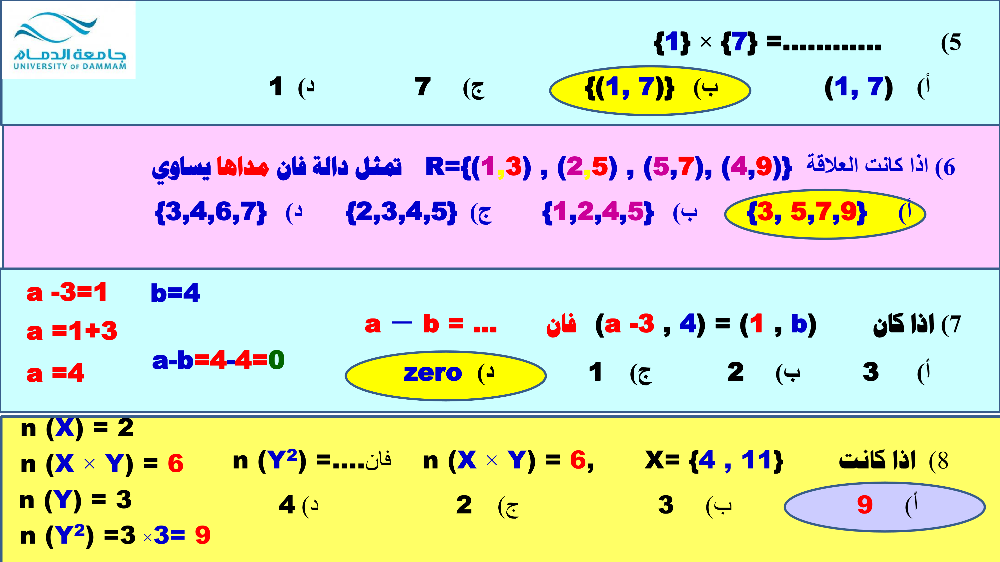 جامعة الدمام
UNIVERSITY OF DAMMAM
5) {1} × {7} =............
أ) (1, 7) ب) {(1, 7)} ج) 7 د) 1
6) اذا كانت العلاقة R={(1,3) , (2,5) , (5,7), (4,9)} تمثل دالة فان مداها يساوي
أ) {3, 5,7,9} ب) {1,2,4,5} ج) {2,3,4,5} د) {3,4,6,7}
7) اذا كان (a -3 , 4) = (1 , b) فان a – b = ...
أ) 3 ب) 2 ج) 1 د) zero
a -3=1 b=4
a =1+3
a-b=4-4=0
a =4
8) اذا كانت X= {4 , 11} n (X × Y) = 6, فان n (Y²) =....
أ) 9 ب) 3 ج) 2 د) 4
n (X) = 2
n (X × Y) = 6
n (Y) = 3
n (Y²) =3 ×3= 9